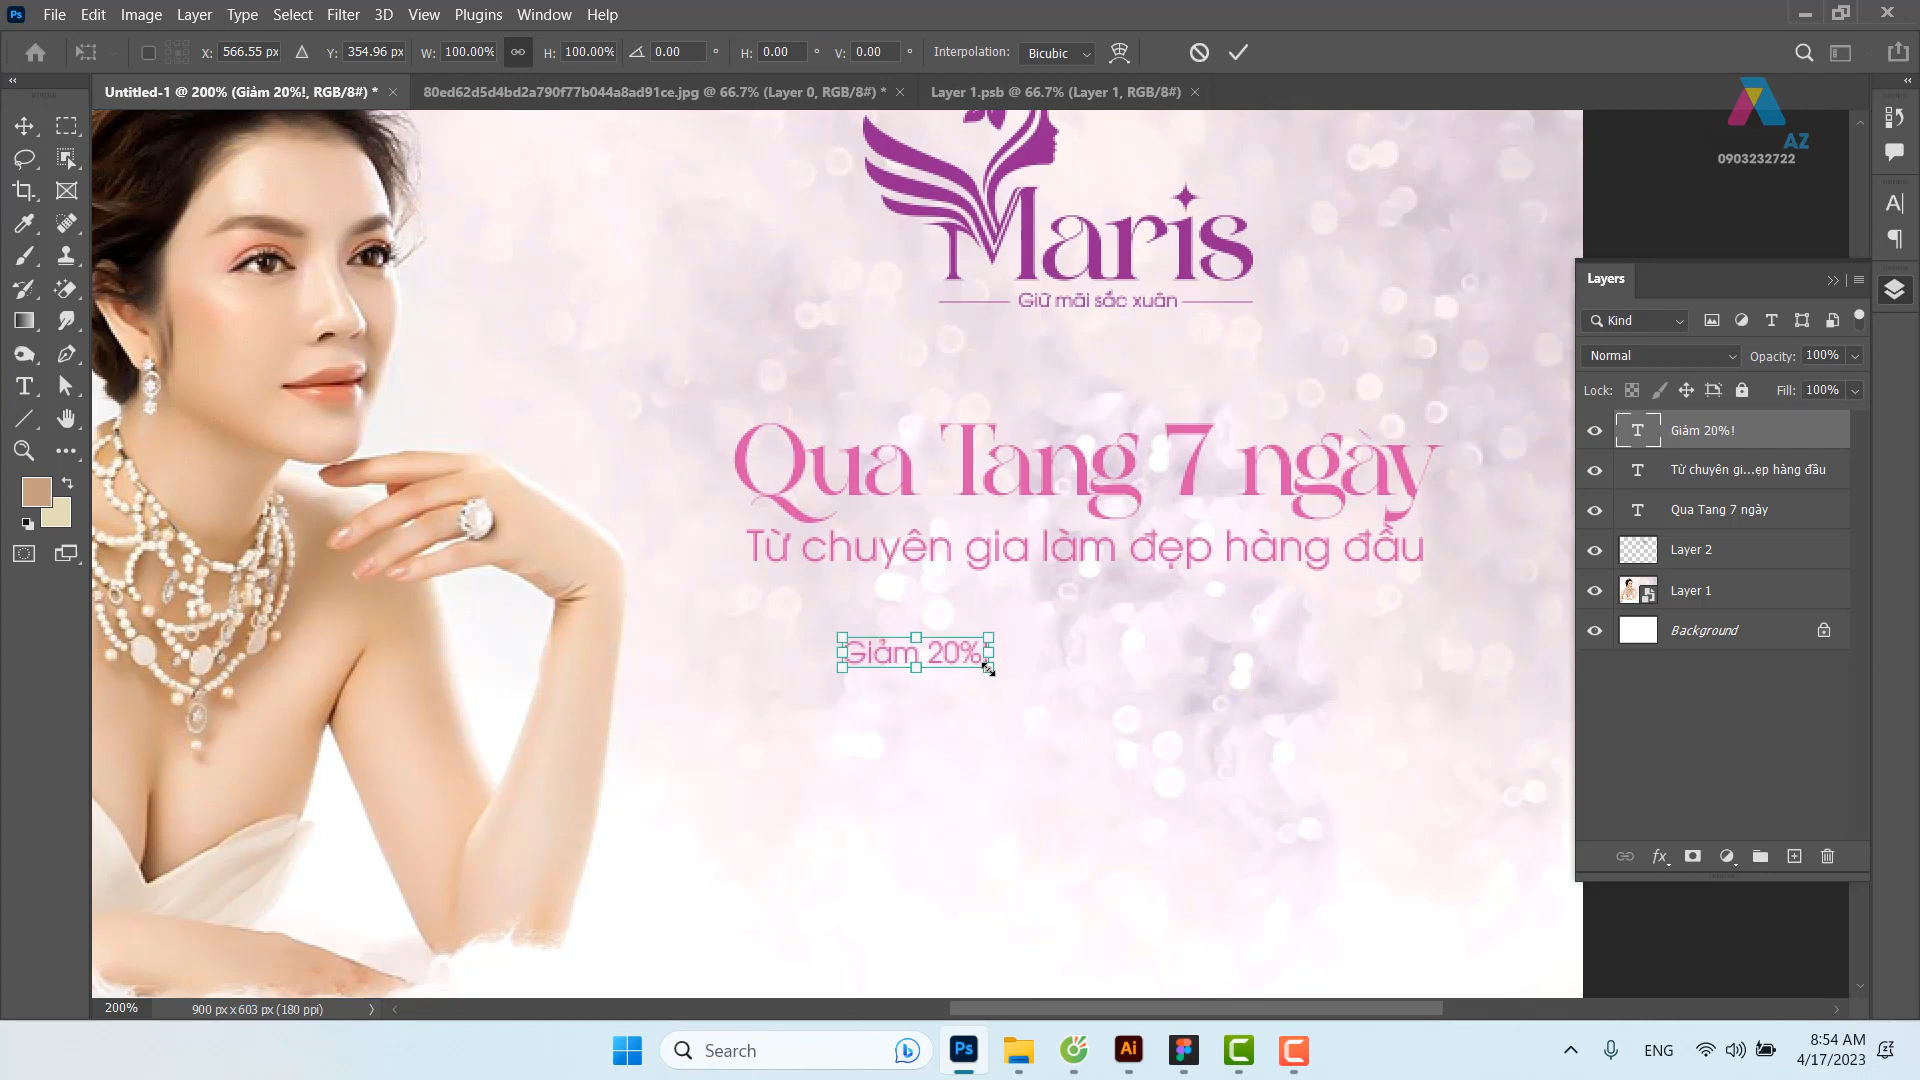 File Edit Image Layer Type Select Filter 3D View Plugins Window Help
X: 566.55 px Y: 354.96 px W: 100.00% H: 100.00% 0.00 ° H: 0.00 ° V: 0.00 ° Interpolation: Bicubic
Untitled-1 @ 200% (Giảm 20%!, RGB/8#) * 80ed62d5d4bd2a790f77b044a8ad91ce.jpg @ 66.7% (Layer 0, RGB/8#) * Layer 1.psb @ 66.7% (Layer 1, RGB/8#)
AZ
0903232722
Maris
Giữ mãi sắc xuân
Qua Tang 7 ngày
Từ chuyên gia làm đẹp hàng đầu
Giảm 20%
Layers
Kind
Normal Opacity: 100%
Lock: Fill: 100%
Giảm 20%!
Từ chuyên gi...ẹp hàng đầu
Qua Tang 7 ngày
Layer 2
Layer 1
Background
200% 900 px x 603 px (180 ppi)
Search
ENG
8:54 AM
4/17/2023